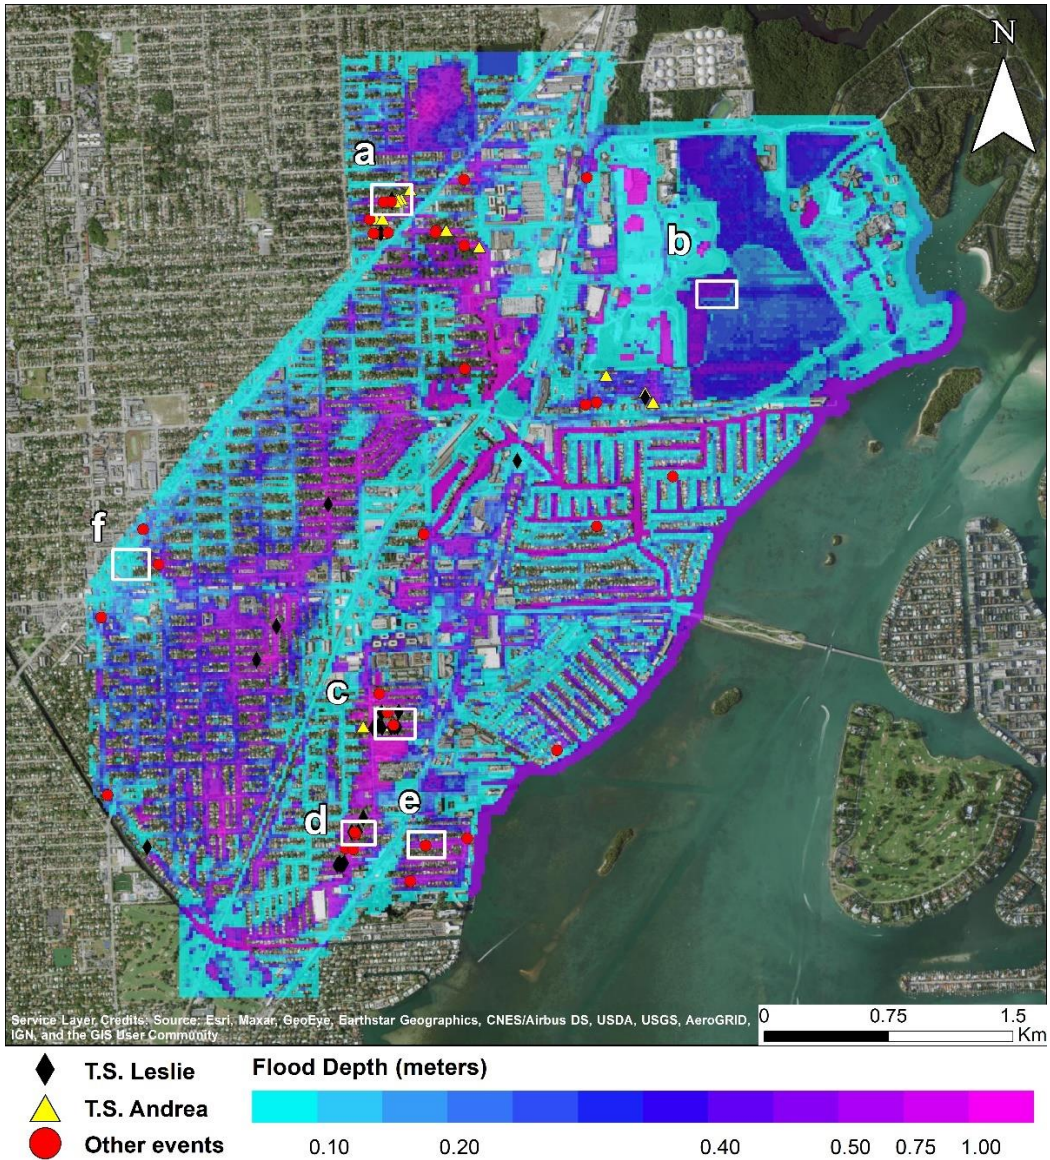 N
a
b
f
c
e
d
Service Layer Credits: Source: Esri, Maxar, GeoEye, Earthstar Geographics, CNES/Airbus DS, USDA, USGS, AeroGRID,
IGN, and the GIS User Community
0 0.75 1.5
Km
T.S. Leslie
T.S. Andrea
Other events
Flood Depth (meters)
0.10 0.20 0.40 0.50 0.75 1.00